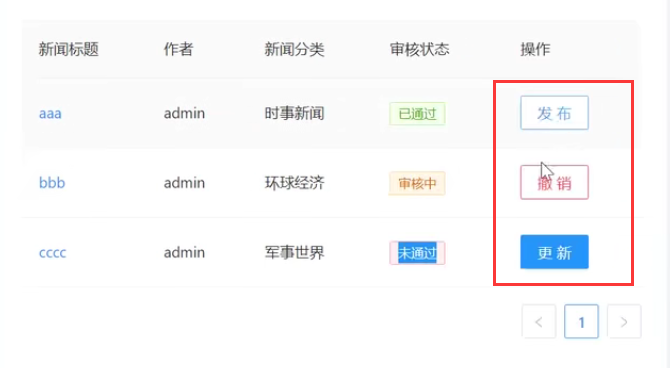 新闻标题 作者 新闻分类 审核状态 操作
aaa admin 时事新闻 已通过 发布
bbb admin 环球经济 审核中 撤销
cccc admin 军事世界 未通过 更新
1